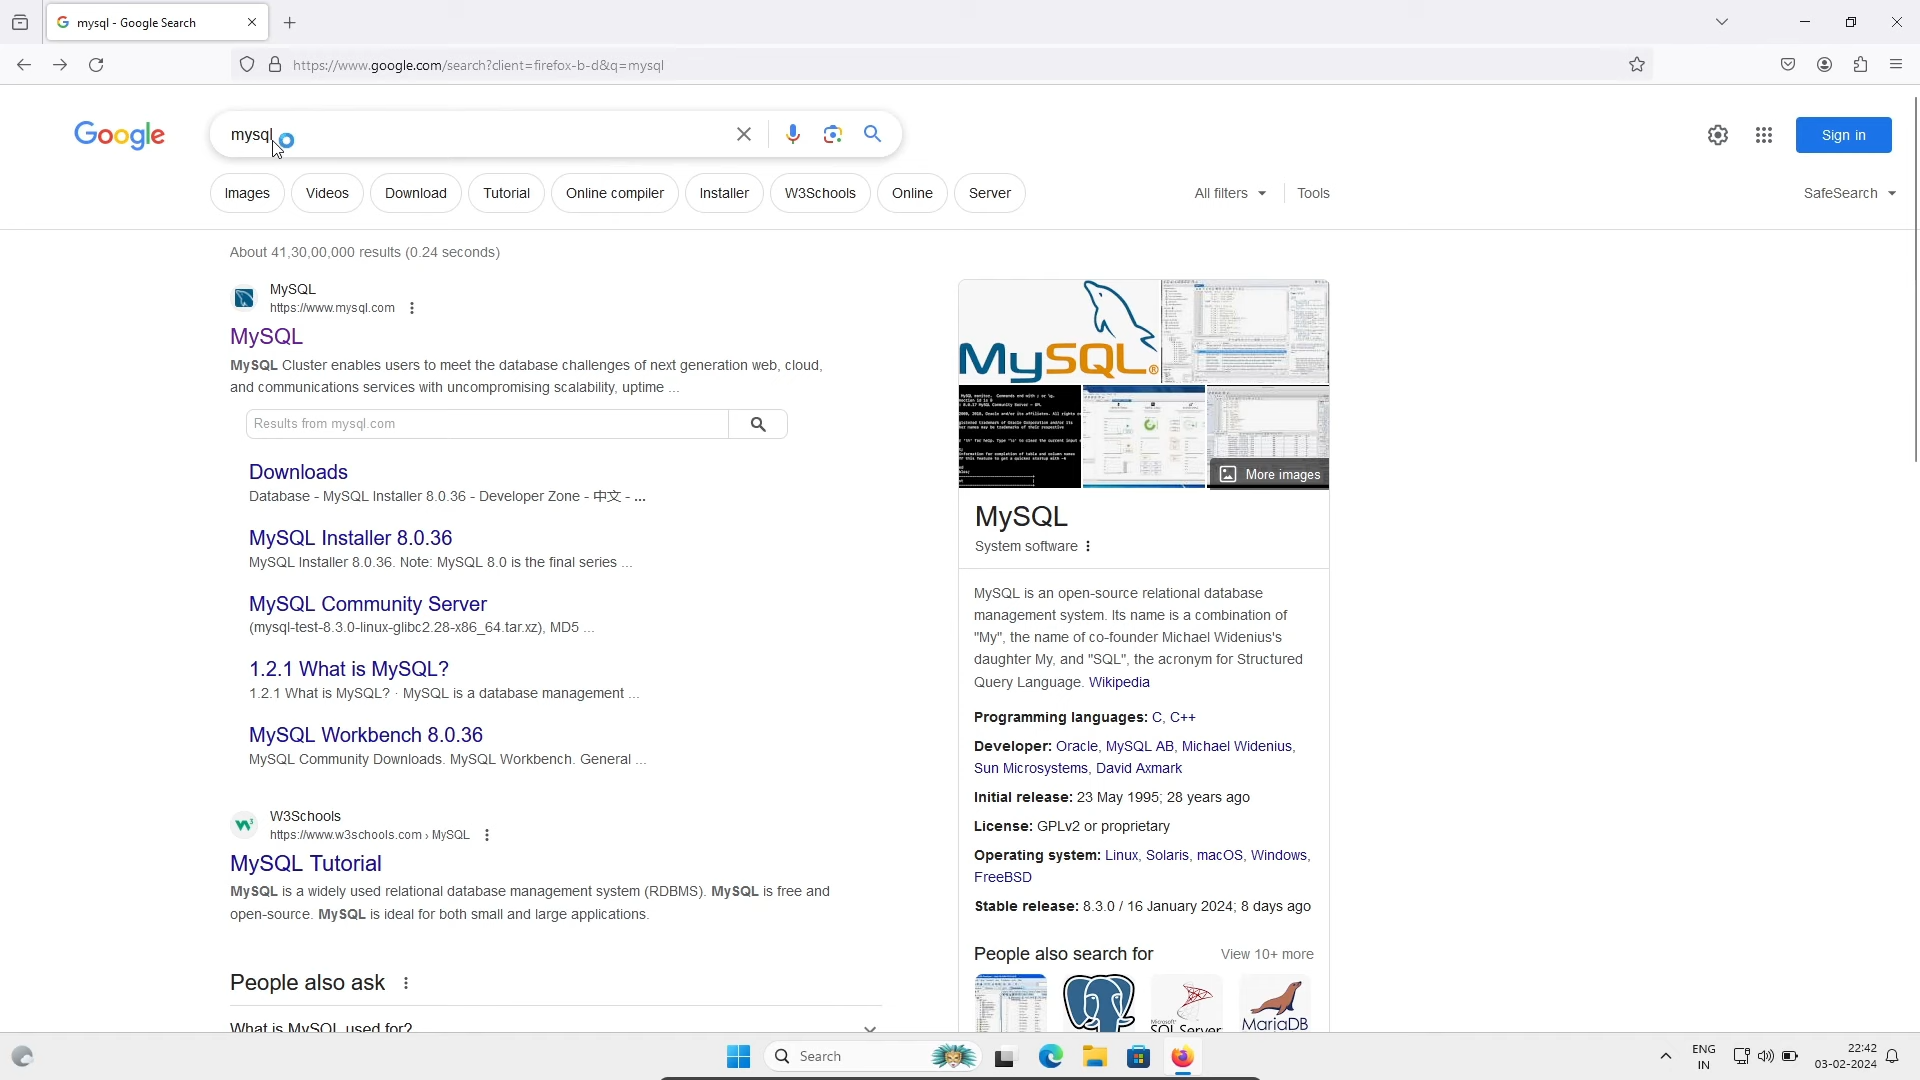 mysql - Google Search
https://www.google.com/search?client=firefox-b-d&q=mysql
Google
mysql
Sign in
Images
Videos
Download
Tutorial
Online compiler
Installer
W3Schools
Online
Server
All filters
Tools
SafeSearch
About 41,30,00,000 results (0.24 seconds)
MySQL
https://www.mysql.com
MySQL
MySQL Cluster enables users to meet the database challenges of next generation web, cloud,
and communications services with uncompromising scalability, uptime ...
Results from mysql.com
Downloads
Database - MySQL Installer 8.0.36 - Developer Zone - 中文 - ...
MySQL Installer 8.0.36
MySQL Installer 8.0.36. Note: MySQL 8.0 is the final series ...
MySQL Community Server
(mysql-test-8.3.0-linux-glibc2.28-x86_64.tar.xz), MD5 ...
1.2.1 What is MySQL?
1.2.1 What is MySQL? · MySQL is a database management ...
MySQL Workbench 8.0.36
MySQL Community Downloads. MySQL Workbench. General ...
W3Schools
https://www.w3schools.com › MySQL
MySQL Tutorial
MySQL is a widely used relational database management system (RDBMS). MySQL is free and
open-source. MySQL is ideal for both small and large applications.
People also ask
What is MySQL used for?
MySQL®
More images
MySQL
System software
MySQL is an open-source relational database
management system. Its name is a combination of
"My", the name of co-founder Michael Widenius's
daughter My, and "SQL", the acronym for Structured
Query Language. Wikipedia
Programming languages: C, C++
Developer: Oracle, MySQL AB, Michael Widenius,
Sun Microsystems, David Axmark
Initial release: 23 May 1995; 28 years ago
License: GPLv2 or proprietary
Operating system: Linux, Solaris, macOS, Windows,
FreeBSD
Stable release: 8.3.0 / 16 January 2024; 8 days ago
People also search for
View 10+ more
Microsoft
SQL Server
MariaDB
Search
ENG
IN
22:42
03-02-2024